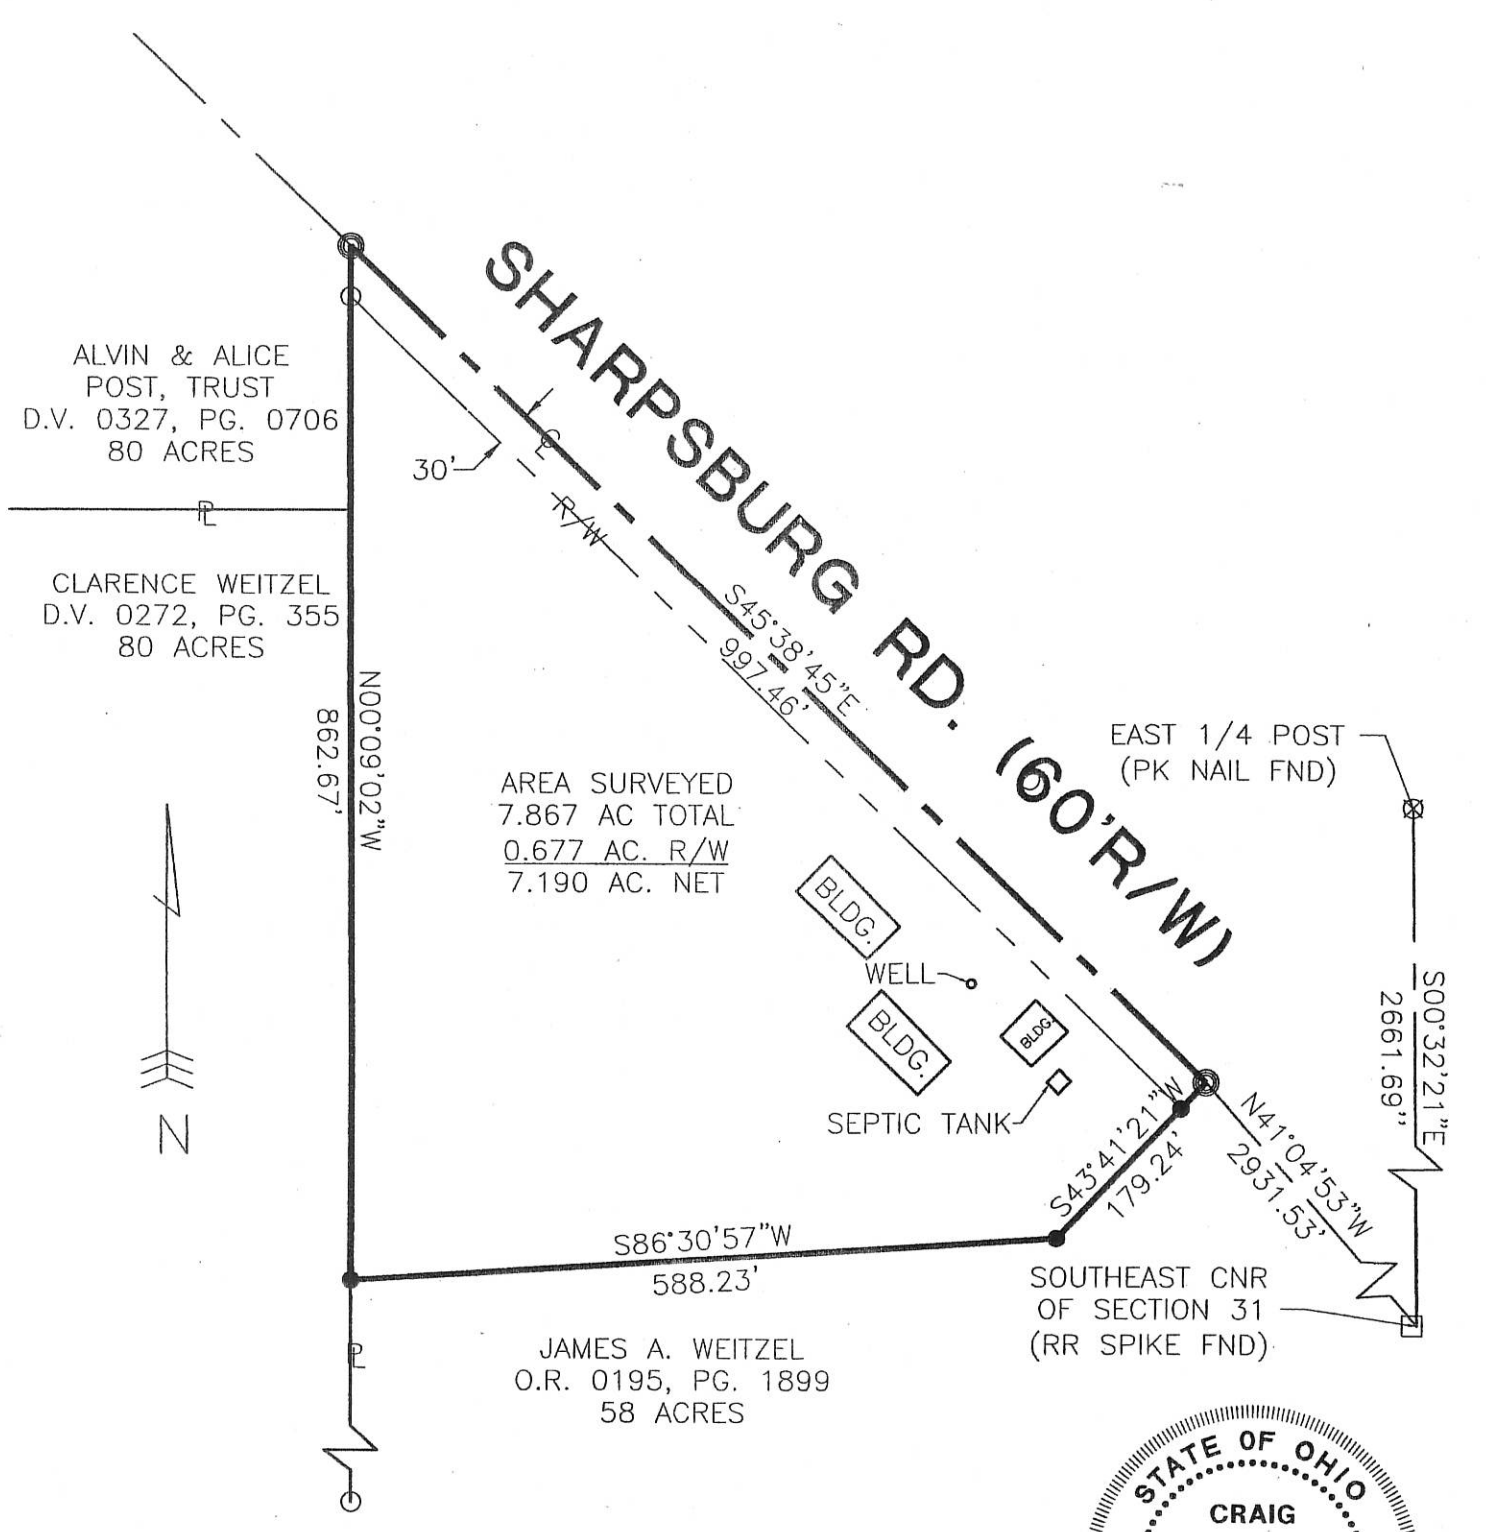 SHARPSBURG RD. (60'R/W)
ALVIN & ALICE
POST, TRUST
D.V. 0327, PG. 0706
80 ACRES
30'
℄
R/W
℄
CLARENCE WEITZEL
D.V. 0272, PG. 355
80 ACRES
S45°38'45"E
997.46'
N00°09'02"W
862.67'
EAST 1/4 POST
(PK NAIL FND)
AREA SURVEYED
7.867 AC TOTAL
0.677 AC. R/W
7.190 AC. NET
BLDG.
WELL
BLDG.
BLDG.
SEPTIC TANK
N
S00°32'21"E
2661.69"
N41°04'53"W
2931.53'
S43°41'21"W
179.24'
S86°30'57"W
588.23'
SOUTHEAST CNR
OF SECTION 31
(RR SPIKE FND)
JAMES A. WEITZEL
O.R. 0195, PG. 1899
58 ACRES
PL
STATE OF OHIO
CRAIG